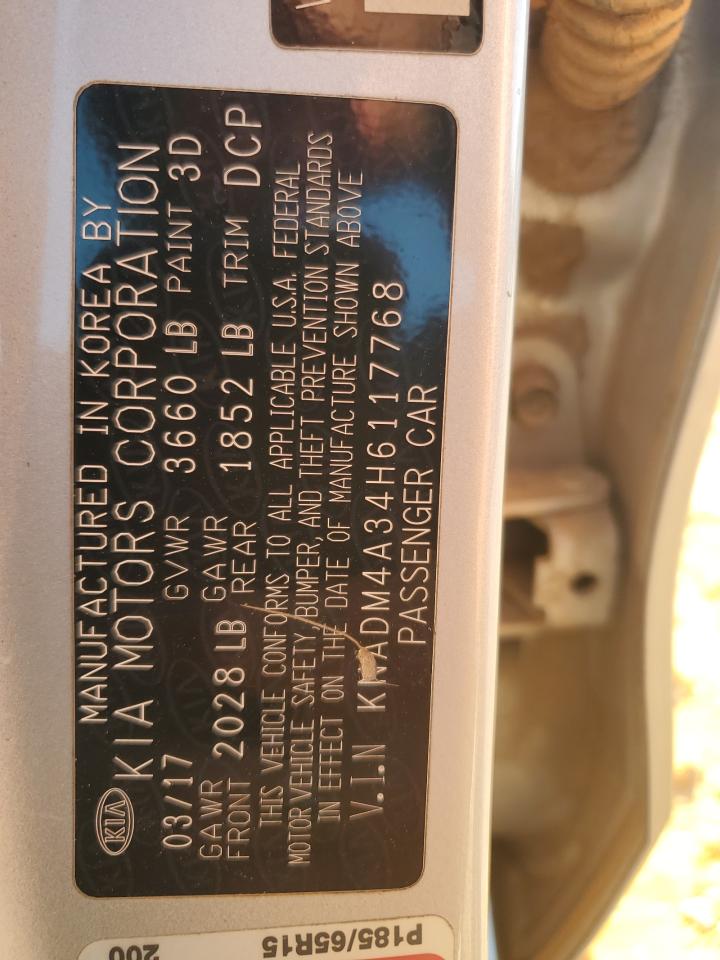 KIA
MANUFACTURED IN KOREA BY
KIA MOTORS CORPORATION
03/17 GVWR 3660 LB PAINT 3D
GAWR FRONT 2028 LB GAWR REAR 1852 LB TRIM DCP
THIS VEHICLE CONFORMS TO ALL APPLICABLE U.S.A. FEDERAL
MOTOR VEHICLE SAFETY, BUMPER, AND THEFT PREVENTION STANDARDS
IN EFFECT ON THE DATE OF MANUFACTURE SHOWN ABOVE
V.I.N KNADM4A34H6117768
PASSENGER CAR
P185/65R15
200